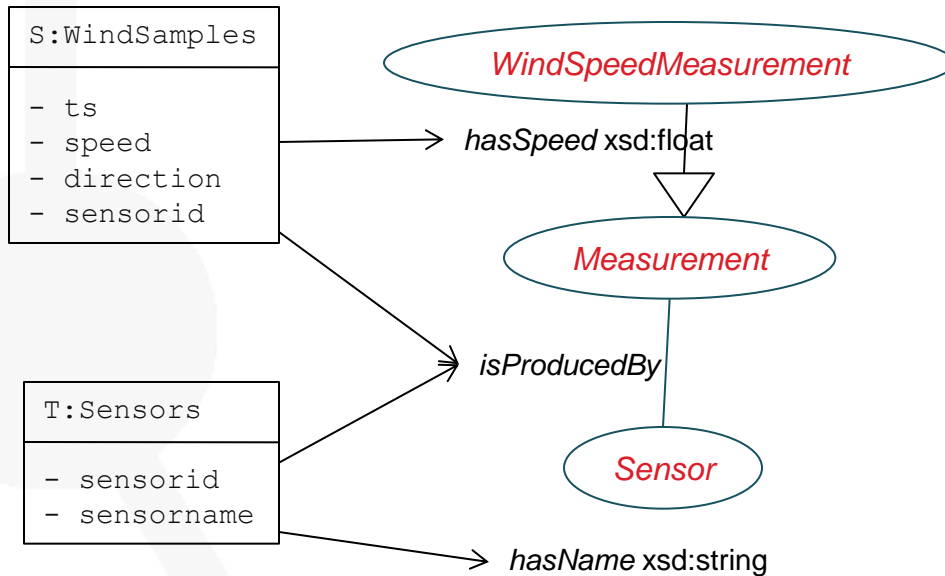 S:WindSamples
- ts
- speed
- direction
- sensorid
WindSpeedMeasurement
hasSpeed xsd:float
Measurement
isProducedBy
T:Sensors
- sensorid
- sensorname
Sensor
hasName xsd:string